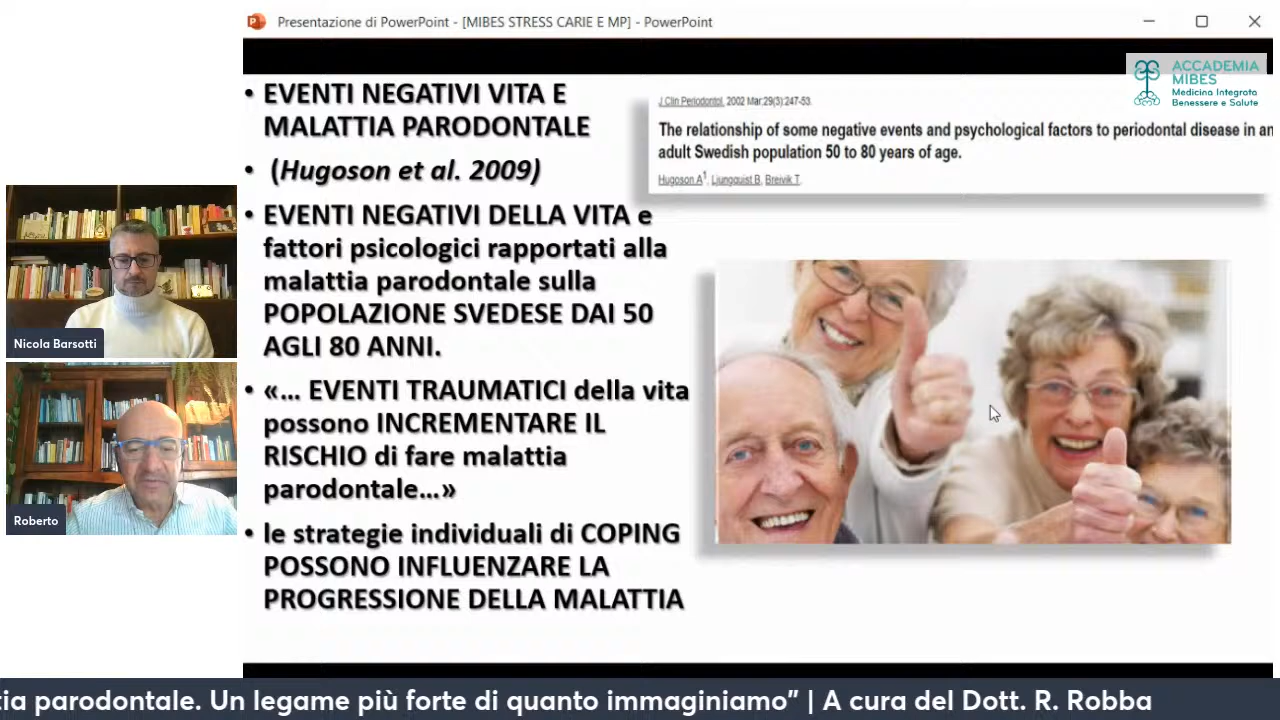 Presentazione di PowerPoint - [MIBES STRESS CARIE E MP] - PowerPoint
ACCADEMIA
MIBES
Medicina Integrata
Benessere e Salute
• EVENTI NEGATIVI VITA E
MALATTIA PARODONTALE
• (Hugoson et al. 2009)
• EVENTI NEGATIVI DELLA VITA e
fattori psicologici rapportati alla
malattia parodontale sulla
POPOLAZIONE SVEDESE DAI 50
AGLI 80 ANNI.
• «... EVENTI TRAUMATICI della vita
possono INCREMENTARE IL
RISCHIO di fare malattia
parodontale...»
• le strategie individuali di COPING
POSSONO INFLUENZARE LA
PROGRESSIONE DELLA MALATTIA
J Clin Periodontol. 2002 Mar;29(3):247-53.
The relationship of some negative events and psychological factors to periodontal disease in an
adult Swedish population 50 to 80 years of age.
Hugoson A1, Ljungquist B, Breivik T.
Nicola Barsotti
Roberto
tia parodontale. Un legame più forte di quanto immaginiamo" | A cura del Dott. R. Robba